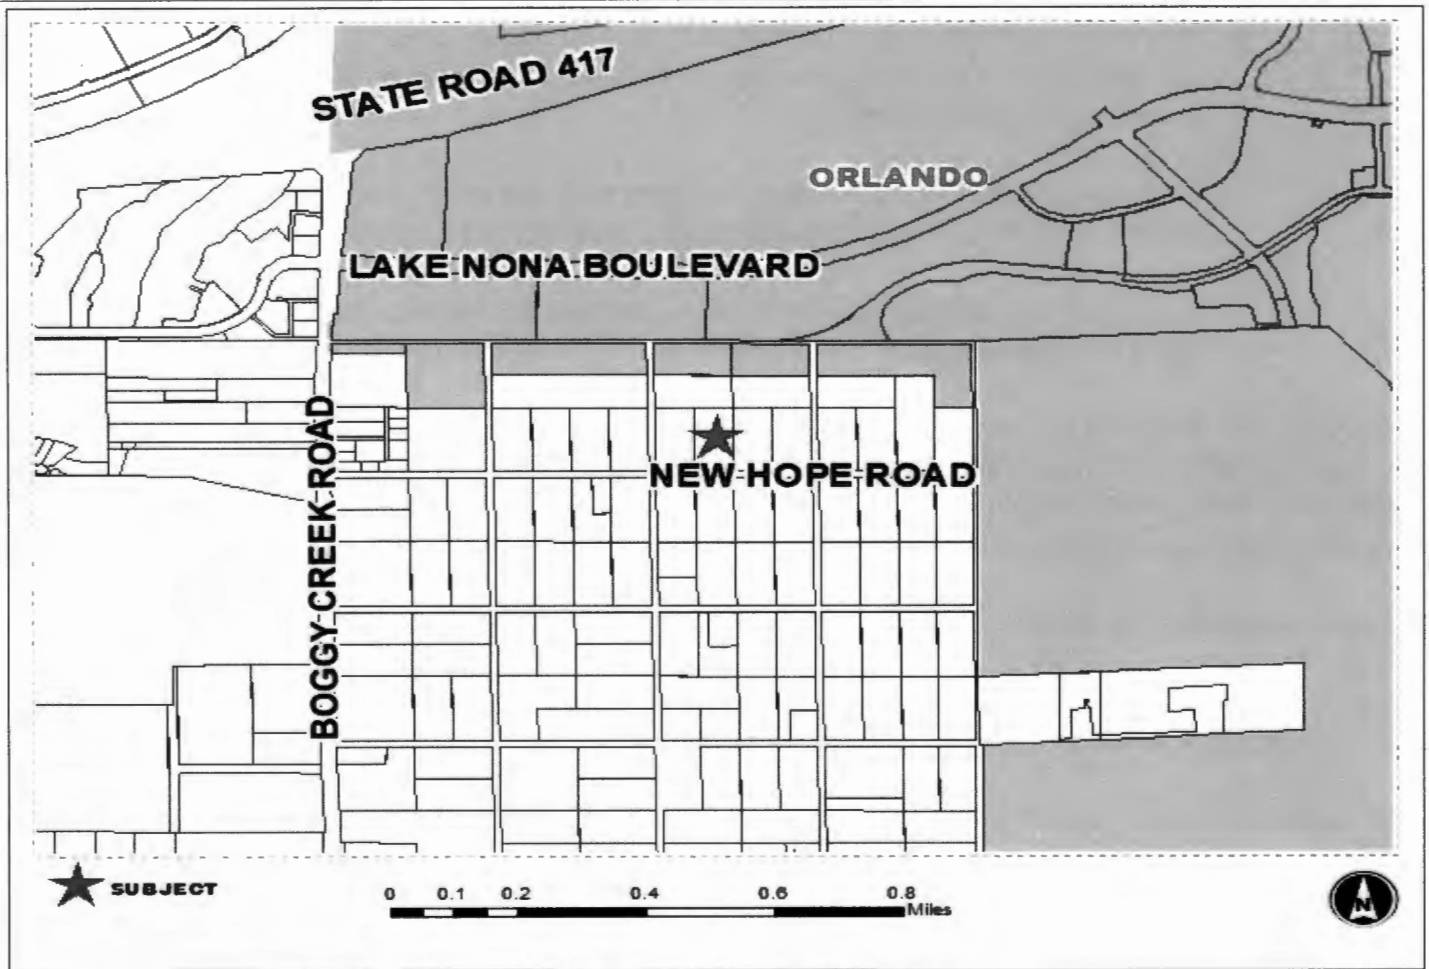 STATE ROAD 417
ORLANDO
LAKE NONA BOULEVARD
BOGGY CREEK ROAD
NEW HOPE ROAD
SUBJECT
0 0.1 0.2 0.4 0.6 0.8
Miles
N